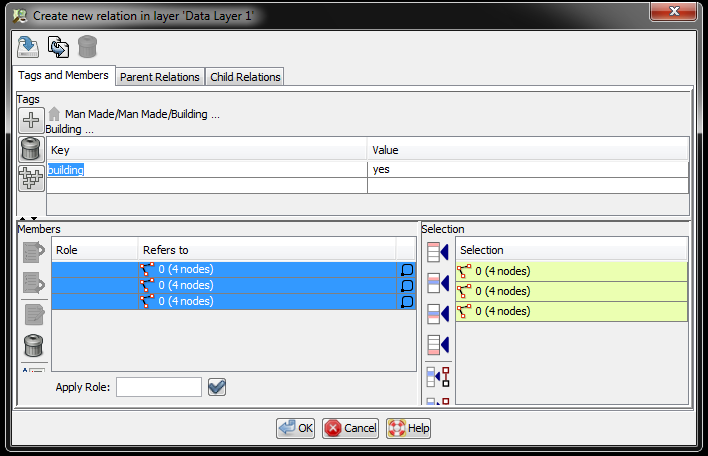 Create new relation in layer 'Data Layer 1'
Tags and Members Parent Relations Child Relations
Tags
Man Made/Man Made/Building ...
Building ...
Key Value
building yes
Members Selection
Role Refers to Selection
0 (4 nodes) 0 (4 nodes)
0 (4 nodes) 0 (4 nodes)
0 (4 nodes) 0 (4 nodes)
Apply Role:
OK Cancel Help